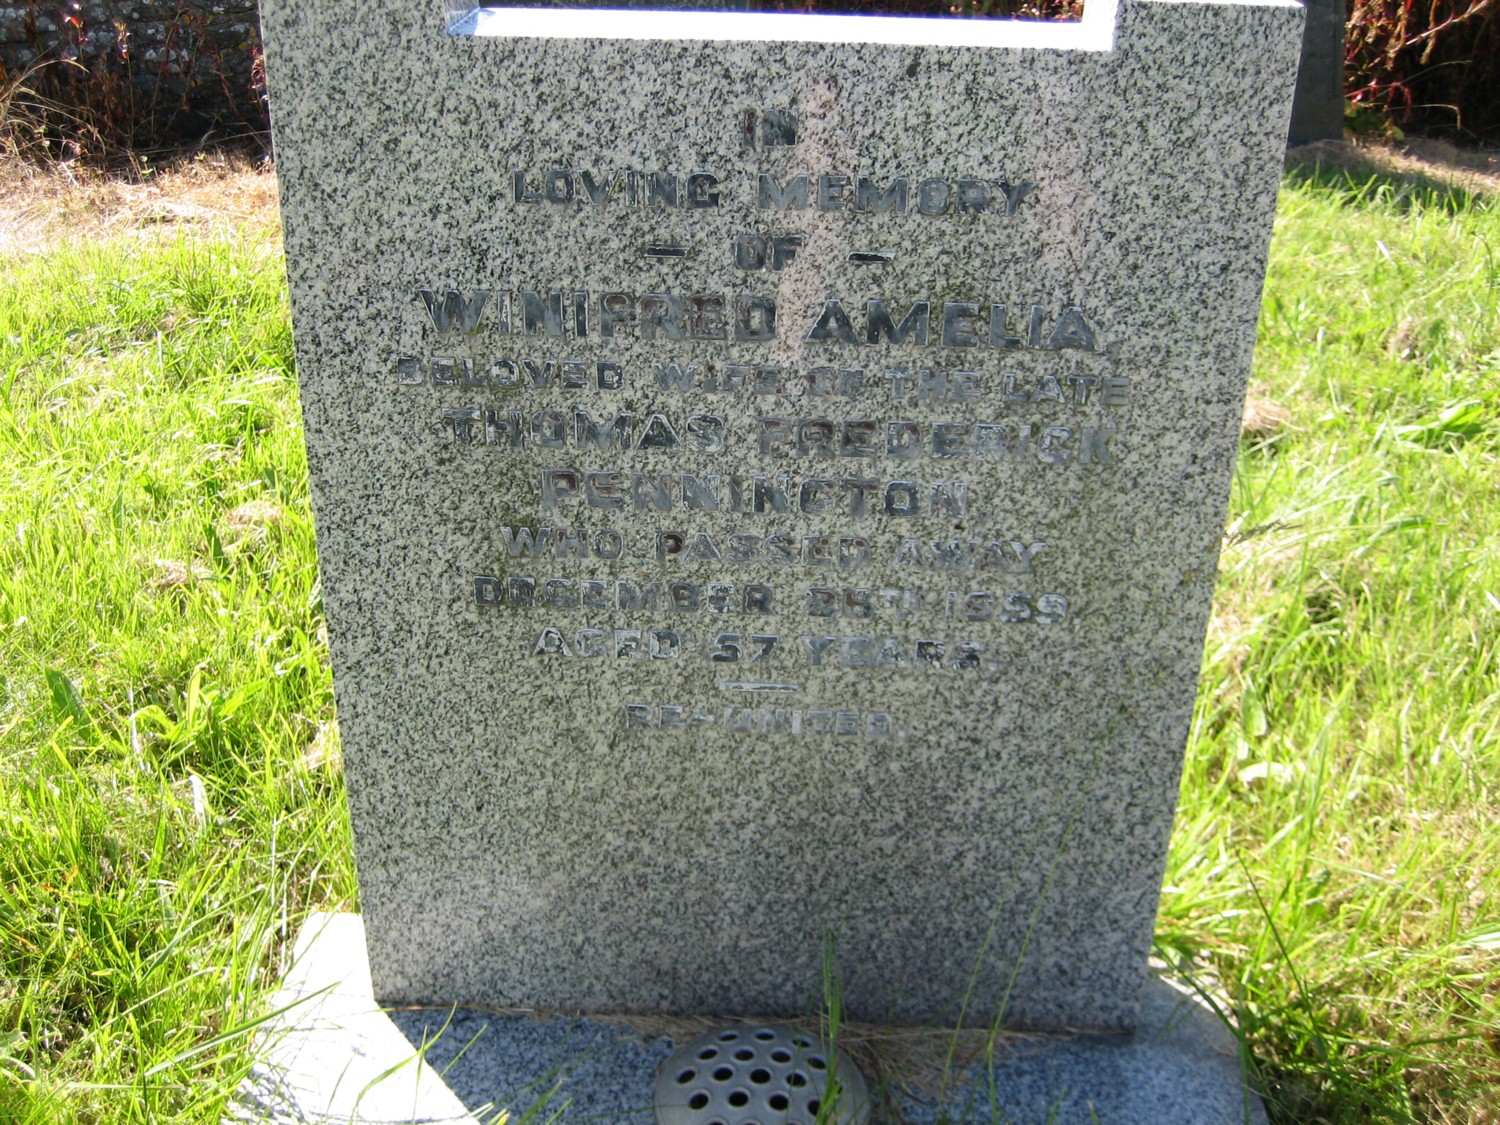 IN
LOVING MEMORY
— OF —
WINIFRED AMELIA
BELOVED WIFE OF THE LATE
THOMAS FREDERICK
PENNINGTON,
WHO PASSED AWAY
DECEMBER 25TH 1959,
AGED 57 YEARS.
RE-UNITED.